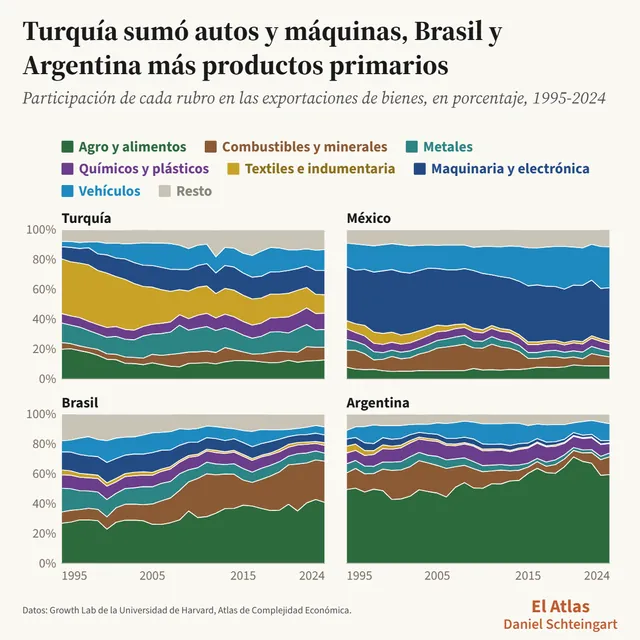 Turquía sumó autos y máquinas, Brasil y
Argentina más productos primarios
Participación de cada rubro en las exportaciones de bienes, en porcentaje, 1995-2024
Agro y alimentos Combustibles y minerales Metales
Químicos y plásticos Textiles e indumentaria Maquinaria y electrónica
Vehículos Resto
Turquía México
100%
80%
60%
40%
20%
0%
Brasil Argentina
100%
80%
60%
40%
20%
0%
1995 2005 2015 2024 1995 2005 2015 2024
Datos: Growth Lab de la Universidad de Harvard, Atlas de Complejidad Económica.
El Atlas
Daniel Schteingart